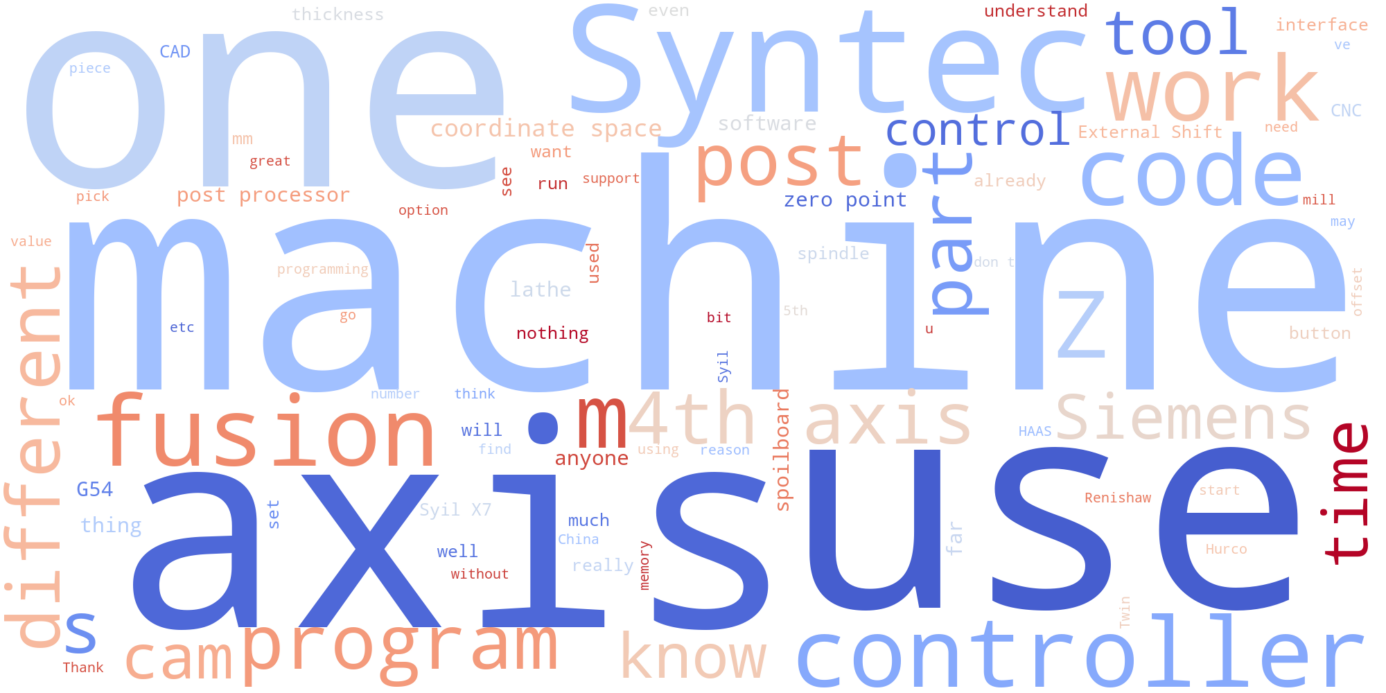 thickness
even
understand
interface
one
Syntec
tool
CAD
ve
piece
work
CNC
mm
coordinate space
software
control
External Shift
need
great
want
post
part
code
see
run
support
already
pick
post processor
option
zero point
mill
may
value
machine
used
spindle
don t
programming
lathe
Z
offset
different
etc
go
nothing
bit
5th
u
button
Syil
ok
number
think
fusion
will
m
4th axis
Siemens
find
anyone
using
reason
HAAS
spoilboard
time
G54
axis
use
Renishaw
start
set
Syil X7
much
thing
China
far
well
really
Hurco
without
memory
s
Twin
Thank
cam
program
know
controller